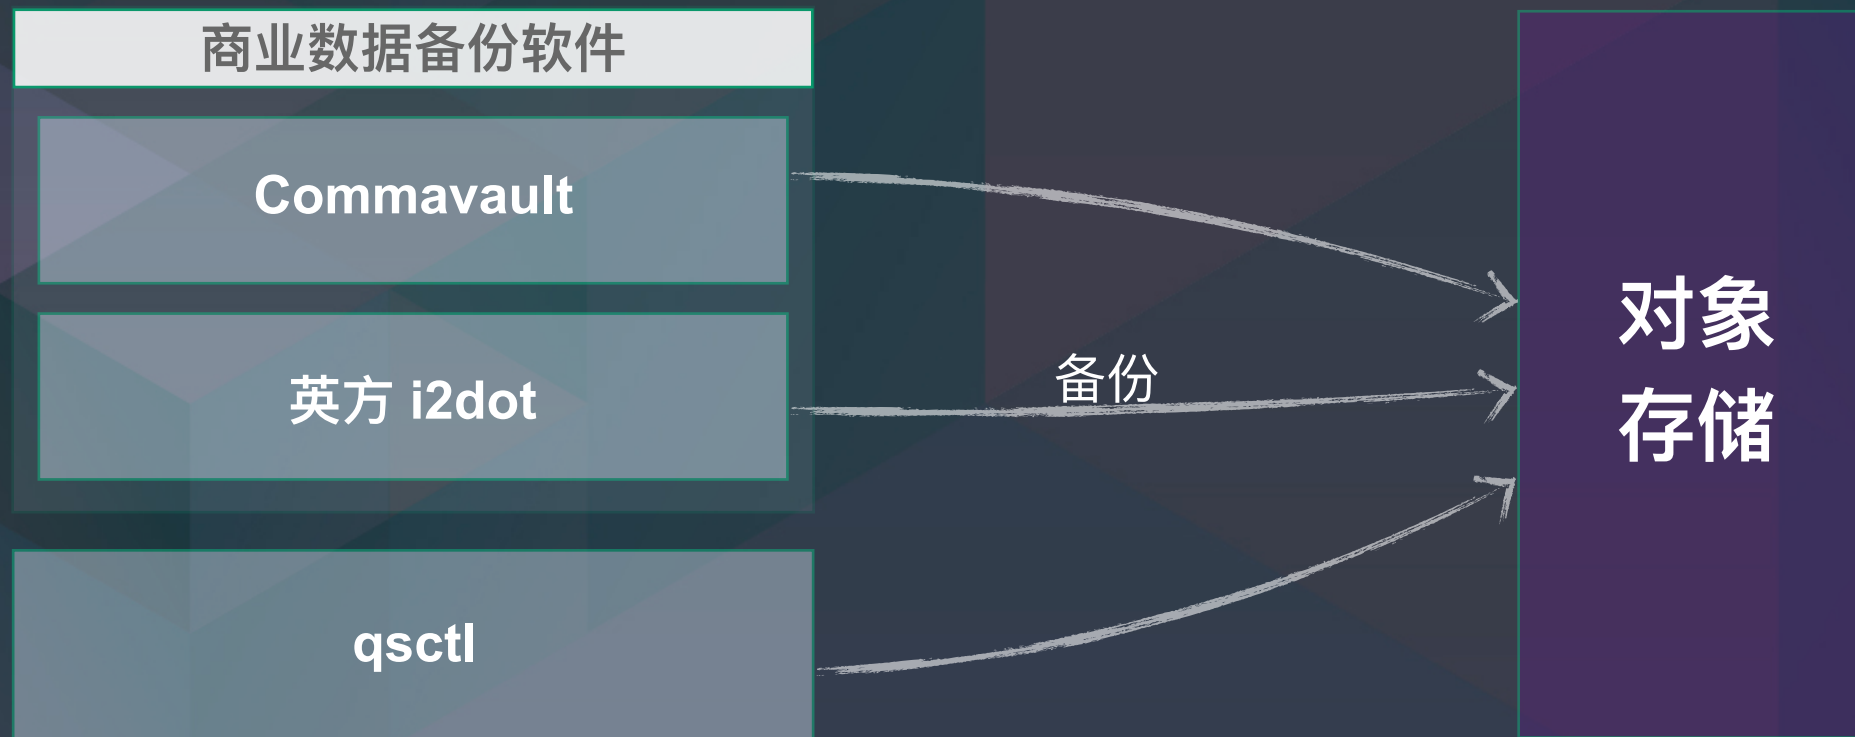 商业数据备份软件
Commavault
英方 i2dot
qsctl
备份
对象
存储